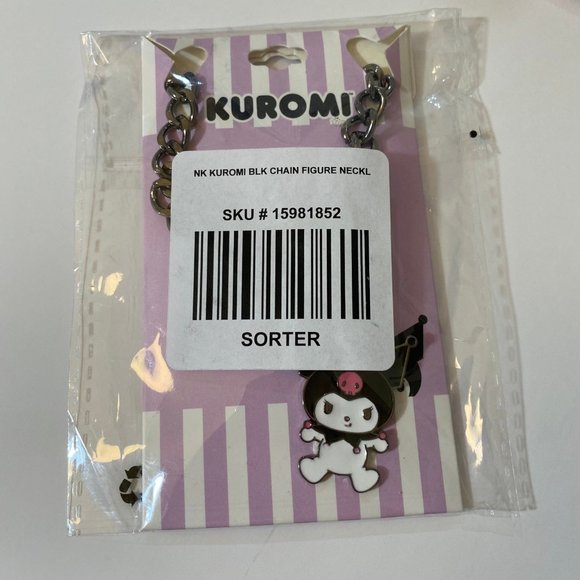 KUROMI
NK KUROMI BLK CHAIN FIGURE NECKL
SKU # 15981852
SORTER